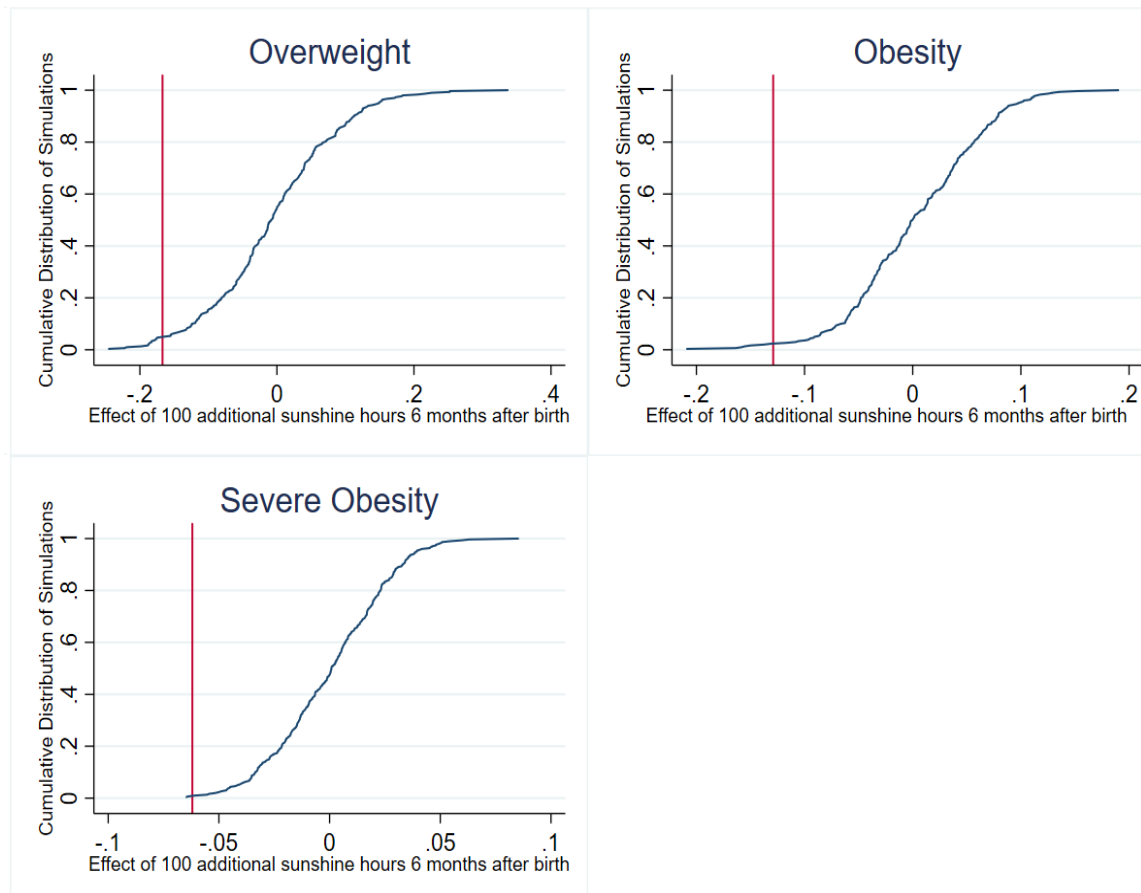 Overweight
Cumulative Distribution of Simulations
1
.8
.6
.4
.2
0
-.2 0 .2 .4
Effect of 100 additional sunshine hours 6 months after birth
Obesity
Cumulative Distribution of Simulations
1
.8
.6
.4
.2
0
-.2 -.1 0 .1 .2
Effect of 100 additional sunshine hours 6 months after birth
Severe Obesity
Cumulative Distribution of Simulations
1
.8
.6
.4
.2
0
-.1 -.05 0 .05 .1
Effect of 100 additional sunshine hours 6 months after birth